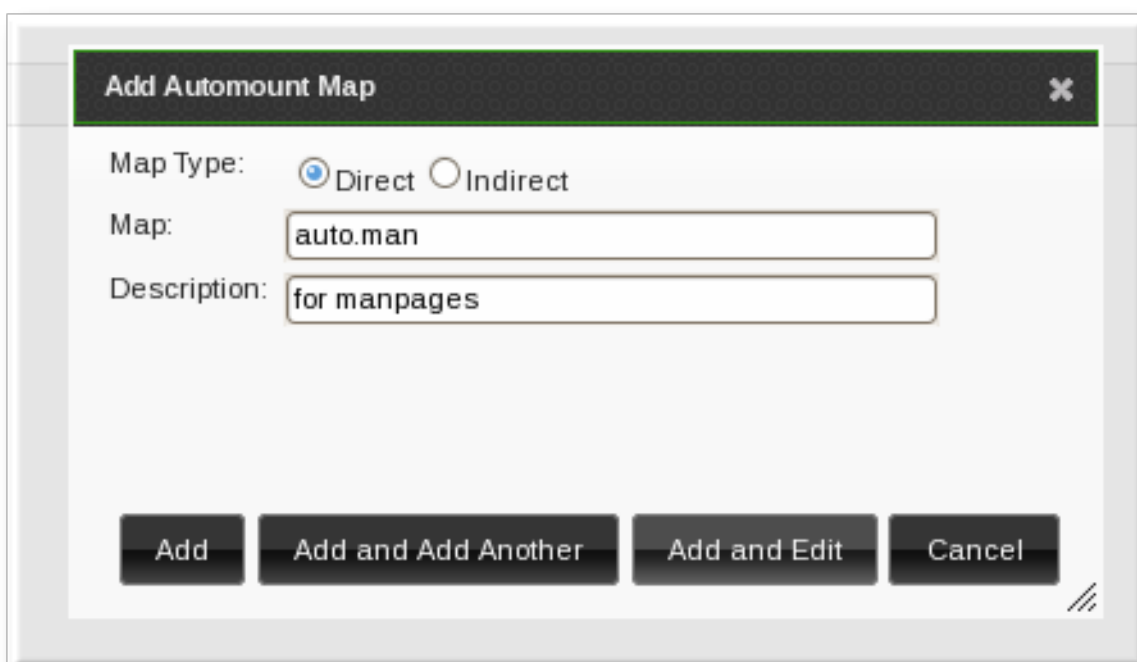 Add Automount Map
Map Type: Direct Indirect
Map: auto.man
Description: for manpages
Add Add and Add Another Add and Edit Cancel